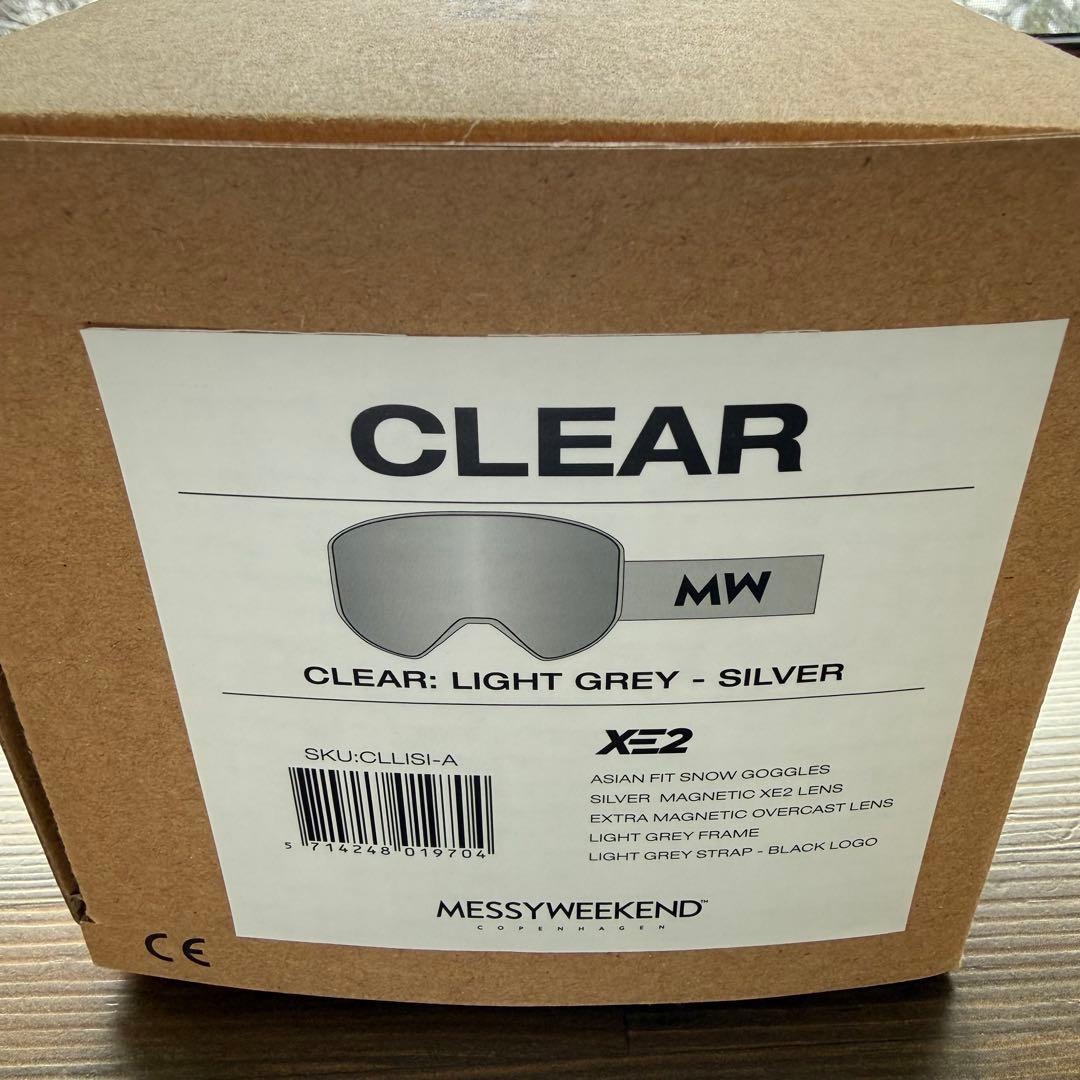 CLEAR
MW
CLEAR: LIGHT GREY - SILVER
SKU:CLLISI-A
5 714248 019704
XE2
ASIAN FIT SNOW GOGGLES
SILVER MAGNETIC XE2 LENS
EXTRA MAGNETIC OVERCAST LENS
LIGHT GREY FRAME
LIGHT GREY STRAP - BLACK LOGO
MESSYWEEKEND™
COPENHAGEN
CE